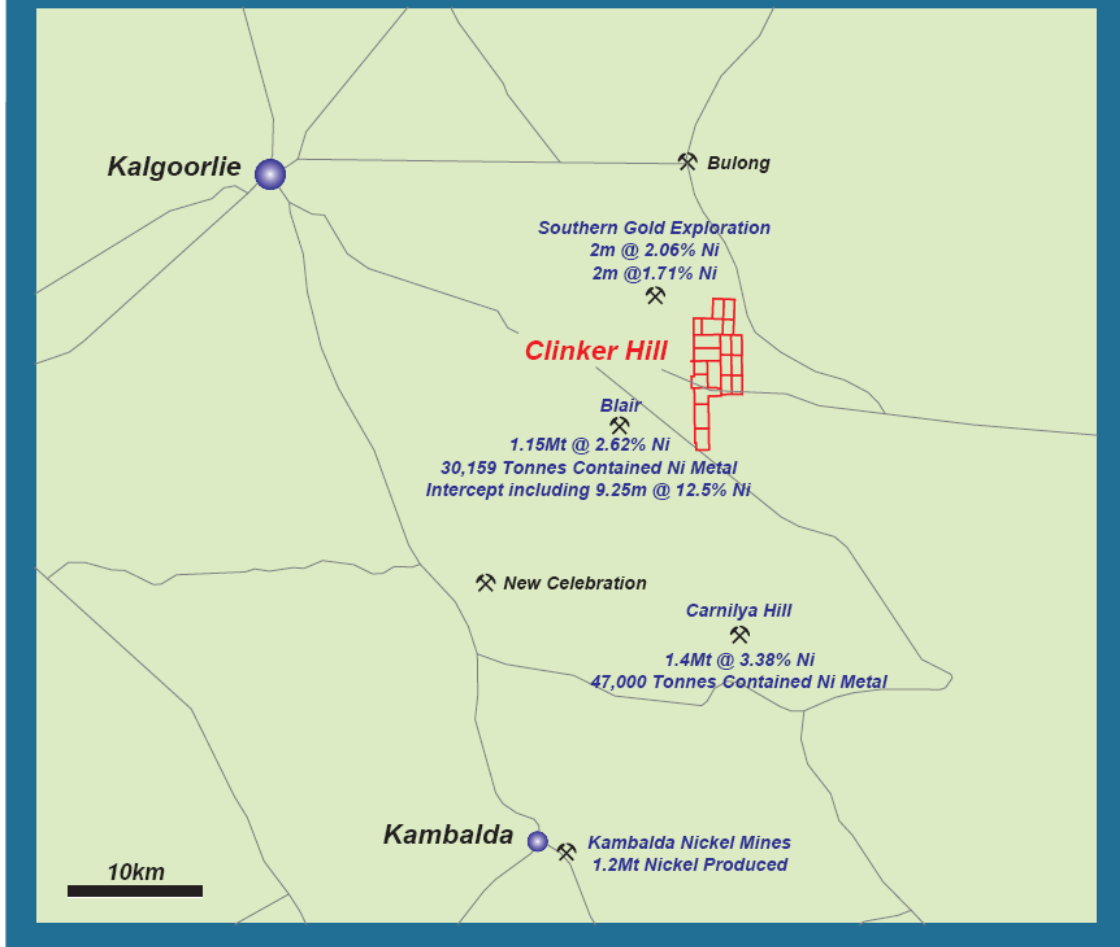 Kalgoorlie
Bulong
Southern Gold Exploration
2m @ 2.06% Ni
2m @1.71% Ni
Clinker Hill
Blair
1.15Mt @ 2.62% Ni
30,159 Tonnes Contained Ni Metal
Intercept including 9.25m @ 12.5% Ni
New Celebration
Carnilya Hill
1.4Mt @ 3.38% Ni
47,000 Tonnes Contained Ni Metal
Kambalda
Kambalda Nickel Mines
1.2Mt Nickel Produced
10km